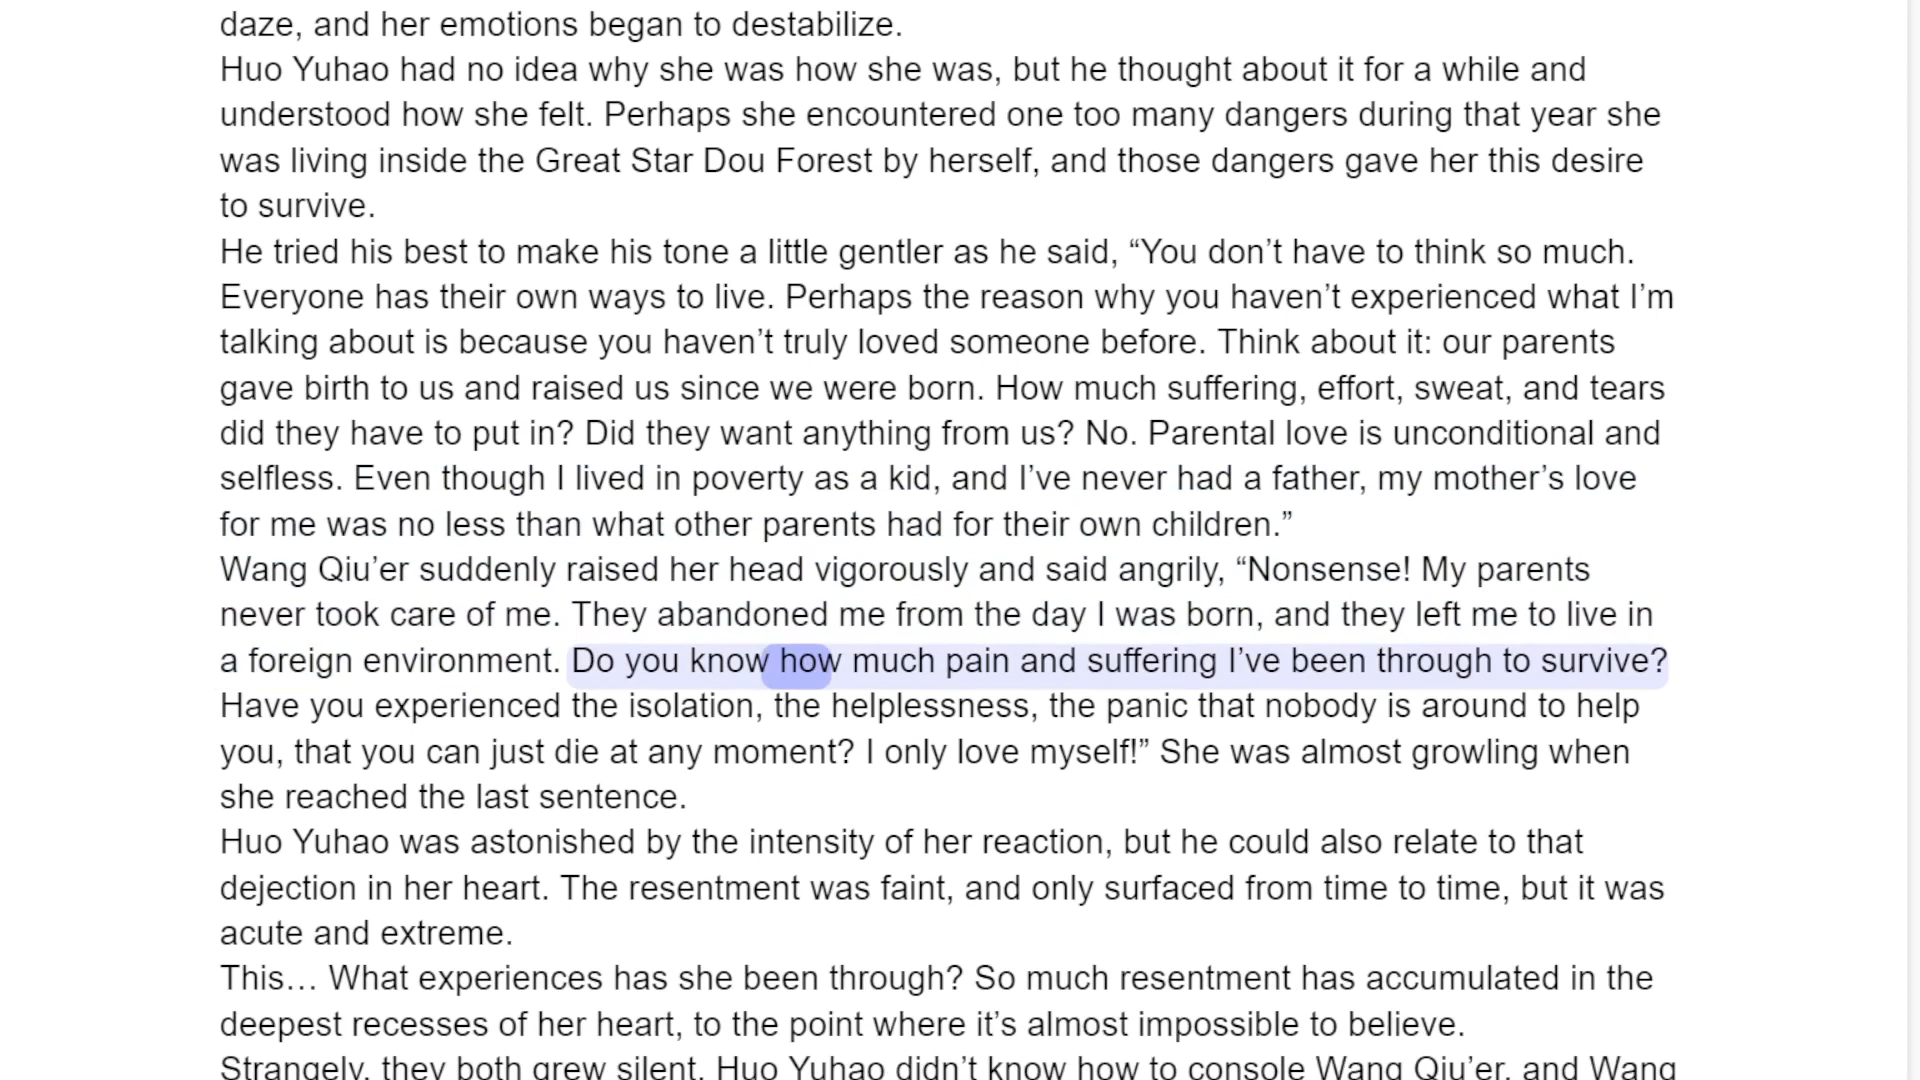 daze, and her emotions began to destabilize.
Huo Yuhao had no idea why she was how she was, but he thought about it for a while and
understood how she felt. Perhaps she encountered one too many dangers during that year she
was living inside the Great Star Dou Forest by herself, and those dangers gave her this desire
to survive.
He tried his best to make his tone a little gentler as he said, “You don’t have to think so much.
Everyone has their own ways to live. Perhaps the reason why you haven’t experienced what I’m
talking about is because you haven’t truly loved someone before. Think about it: our parents
gave birth to us and raised us since we were born. How much suffering, effort, sweat, and tears
did they have to put in? Did they want anything from us? No. Parental love is unconditional and
selfless. Even though I lived in poverty as a kid, and I’ve never had a father, my mother’s love
for me was no less than what other parents had for their own children.”
Wang Qiu’er suddenly raised her head vigorously and said angrily, “Nonsense! My parents
never took care of me. They abandoned me from the day I was born, and they left me to live in
a foreign environment. Do you know how much pain and suffering I’ve been through to survive?
Have you experienced the isolation, the helplessness, the panic that nobody is around to help
you, that you can just die at any moment? I only love myself!” She was almost growling when
she reached the last sentence.
Huo Yuhao was astonished by the intensity of her reaction, but he could also relate to that
dejection in her heart. The resentment was faint, and only surfaced from time to time, but it was
acute and extreme.
This… What experiences has she been through? So much resentment has accumulated in the
deepest recesses of her heart, to the point where it’s almost impossible to believe.
Strangely, they both grew silent. Huo Yuhao didn’t know how to console Wang Qiu’er, and Wang